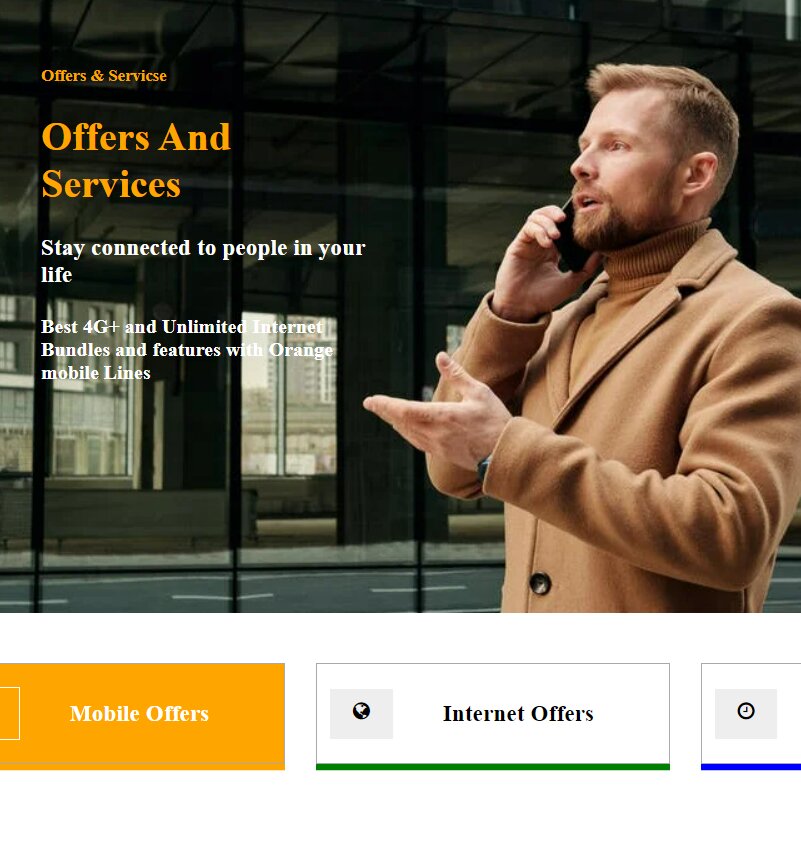 Offers & Servicse
Offers And
Services
Stay connected to people in your
life
Best 4G+ and Unlimited Internet
Bundles and features with Orange
mobile Lines
Mobile Offers
Internet Offers